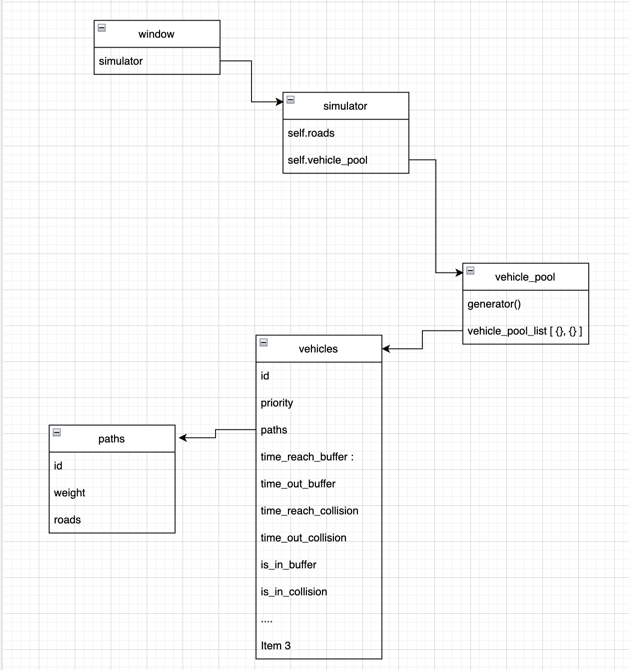 window
simulator
simulator
self.roads
self.vehicle_pool
vehicle_pool
generator()
vehicle_pool_list [ {}, {} ]
vehicles
id
priority
paths
time_reach_buffer :
time_out_buffer
time_reach_collision
time_out_collision
is_in_buffer
is_in_collision
....
Item 3
paths
id
weight
roads